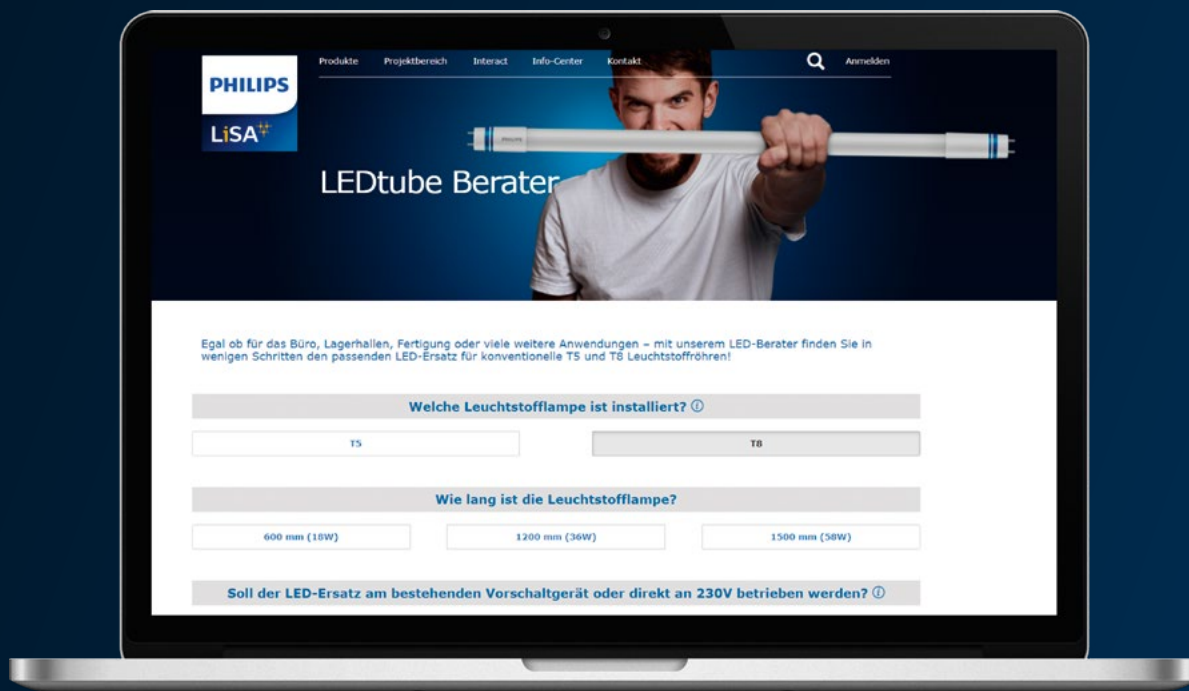 Produkte Projektbereich Interact Info-Center Kontakt Anmelden
PHILIPS
LiSA
PHILIPS
LEDtube Berater
Egal ob für das Büro, Lagerhallen, Fertigung oder viele weitere Anwendungen – mit unserem LED-Berater finden Sie in
wenigen Schritten den passenden LED-Ersatz für konventionelle T5 und T8 Leuchtstoffröhren!
Welche Leuchtstofflampe ist installiert?
T5 T8
Wie lang ist die Leuchtstofflampe?
600 mm (18W) 1200 mm (36W) 1500 mm (58W)
Soll der LED-Ersatz am bestehenden Vorschaltgerät oder direkt an 230V betrieben werden?